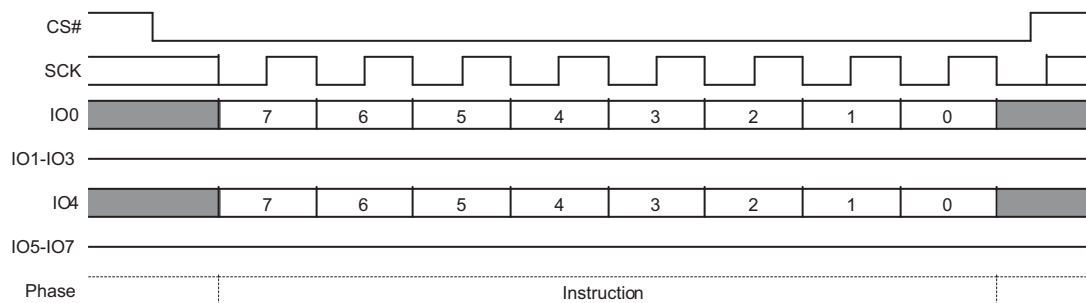 CS#
SCK
IO0 7 6 5 4 3 2 1 0
IO1-IO3
IO4 7 6 5 4 3 2 1 0
IO5-IO7
Phase Instruction